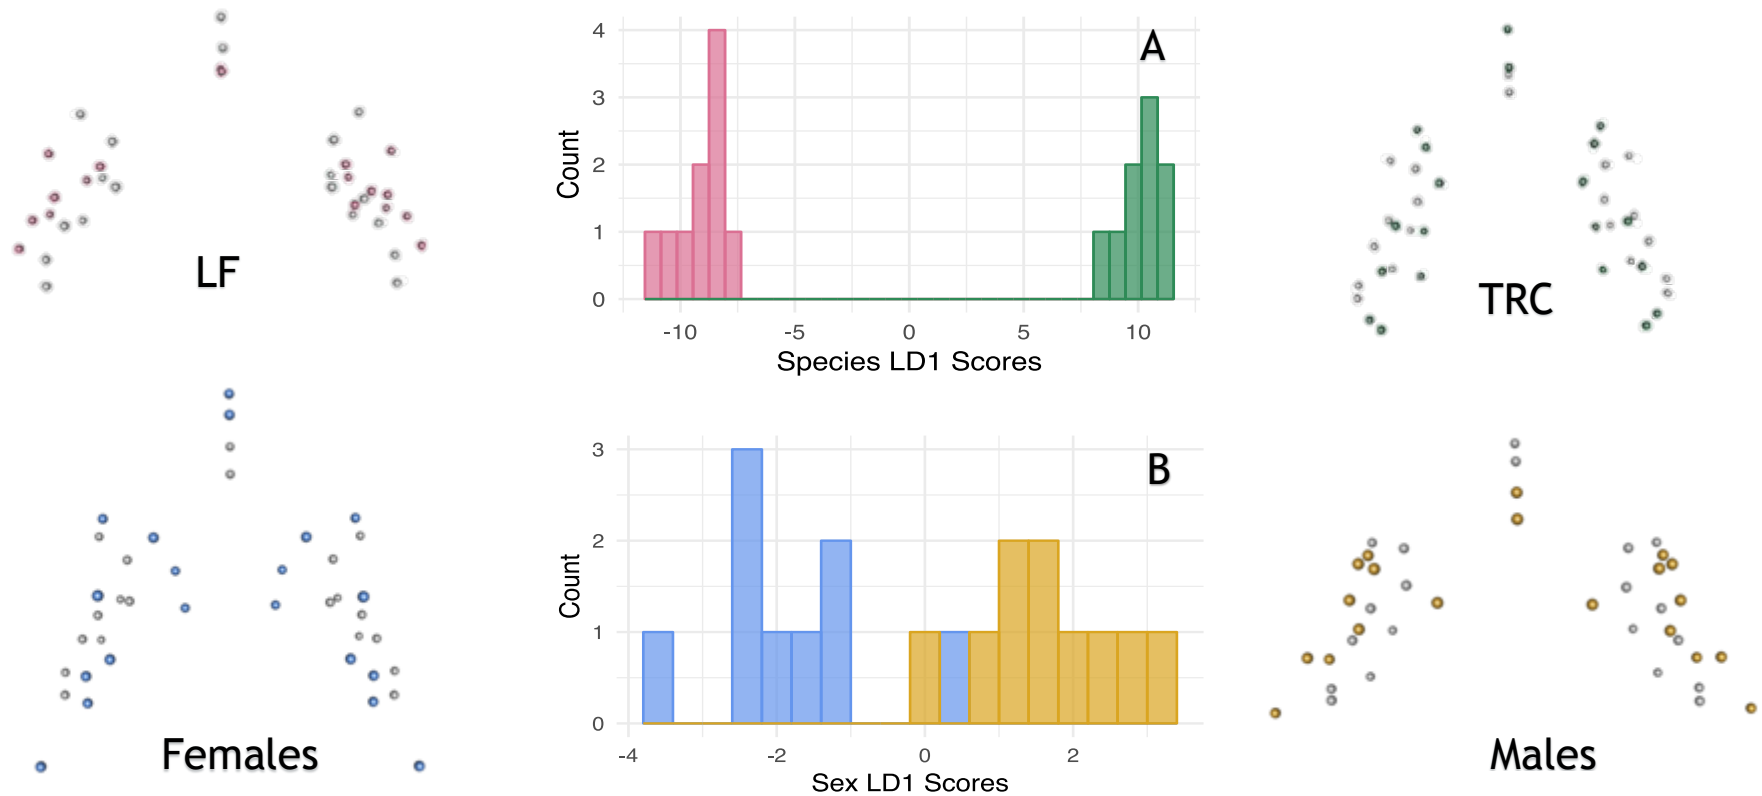 4
A
3
Count
2
1
0
-10 -5 0 5 10
Species LD1 Scores
LF
TRC
3
B
2
Count
1
0
-4 -2 0 2
Sex LD1 Scores
Females
Males